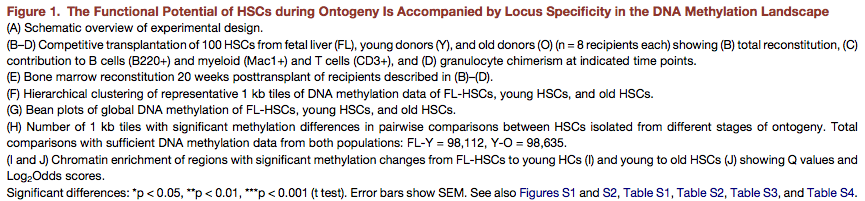 Figure 1. The Functional Potential of HSCs during Ontogeny Is Accompanied by Locus Specificity in the DNA Methylation Landscape
(A) Schematic overview of experimental design.
(B–D) Competitive transplantation of 100 HSCs from fetal liver (FL), young donors (Y), and old donors (O) (n = 8 recipients each) showing (B) total reconstitution, (C)
contribution to B cells (B220+) and myeloid (Mac1+) and T cells (CD3+), and (D) granulocyte chimerism at indicated time points.
(E) Bone marrow reconstitution 20 weeks posttransplant of recipients described in (B)–(D).
(F) Hierarchical clustering of representative 1 kb tiles of DNA methylation data of FL-HSCs, young HSCs, and old HSCs.
(G) Bean plots of global DNA methylation of FL-HSCs, young HSCs, and old HSCs.
(H) Number of 1 kb tiles with significant methylation differences in pairwise comparisons between HSCs isolated from different stages of ontogeny. Total
comparisons with sufficient DNA methylation data from both populations: FL-Y = 98,112, Y-O = 98,635.
(I and J) Chromatin enrichment of regions with significant methylation changes from FL-HSCs to young HCs (I) and young to old HSCs (J) showing Q values and
Log2Odds scores.
Significant differences: *p < 0.05, **p < 0.01, ***p < 0.001 (t test). Error bars show SEM. See also Figures S1 and S2, Table S1, Table S2, Table S3, and Table S4.